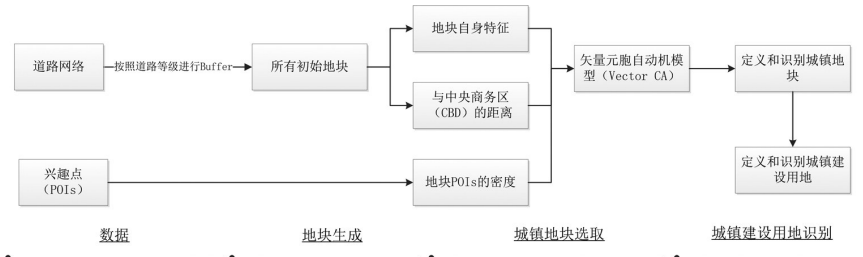 道路网络
按照道路等级进行Buffer
所有初始地块
地块自身特征
与中央商务区
（CBD）的距离
矢量元胞自动机模
型（Vector CA）
定义和识别城镇地
块
兴趣点
（POIs）
地块POIs的密度
定义和识别城镇建
设用地
数据
地块生成
城镇地块选取
城镇建设用地识别